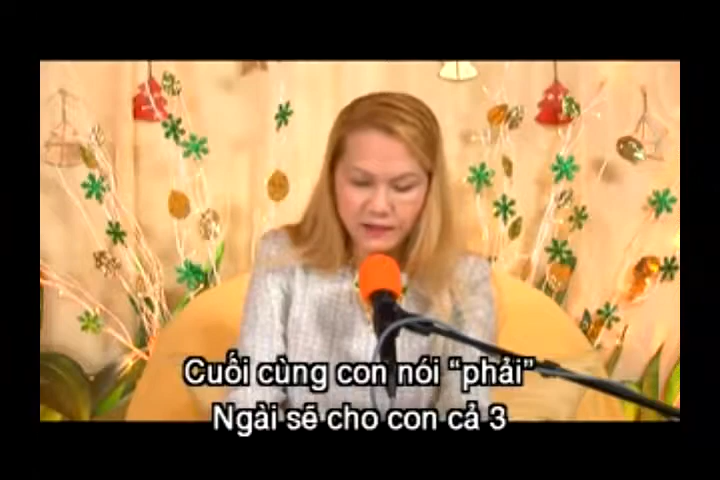 Cuối cùng con nói “phải”
Ngài sẽ cho con cả 3